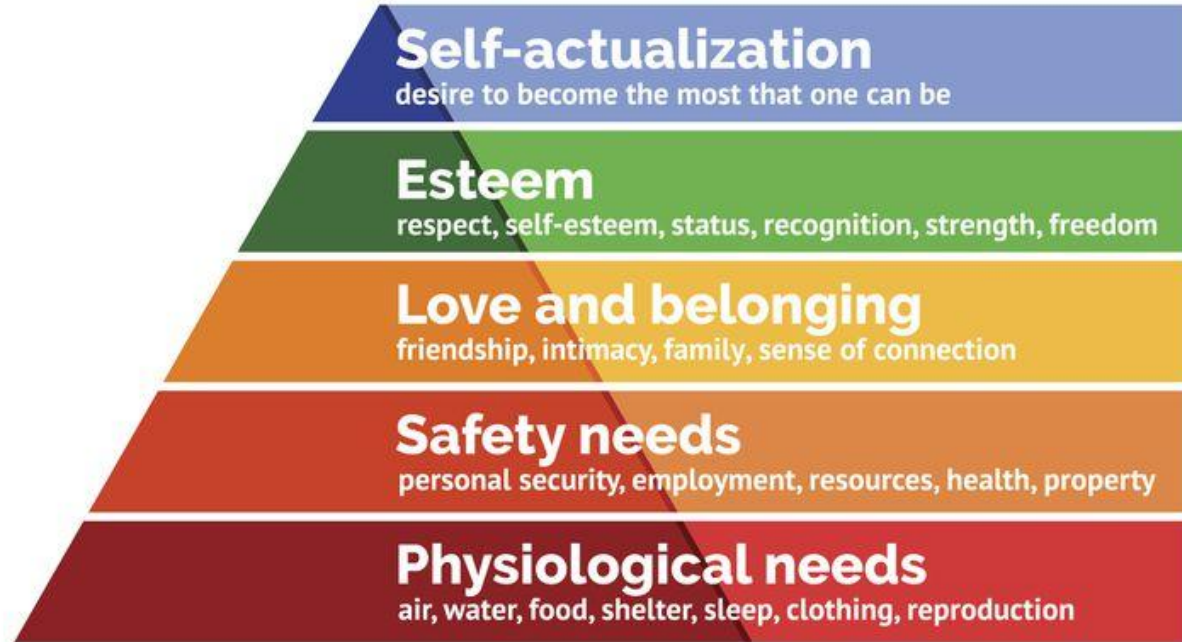 Self-actualization
desire to become the most that one can be
Esteem
respect, self-esteem, status, recognition, strength, freedom
Love and belonging
friendship, intimacy, family, sense of connection
Safety needs
personal security, employment, resources, health, property
Physiological needs
air, water, food, shelter, sleep, clothing, reproduction